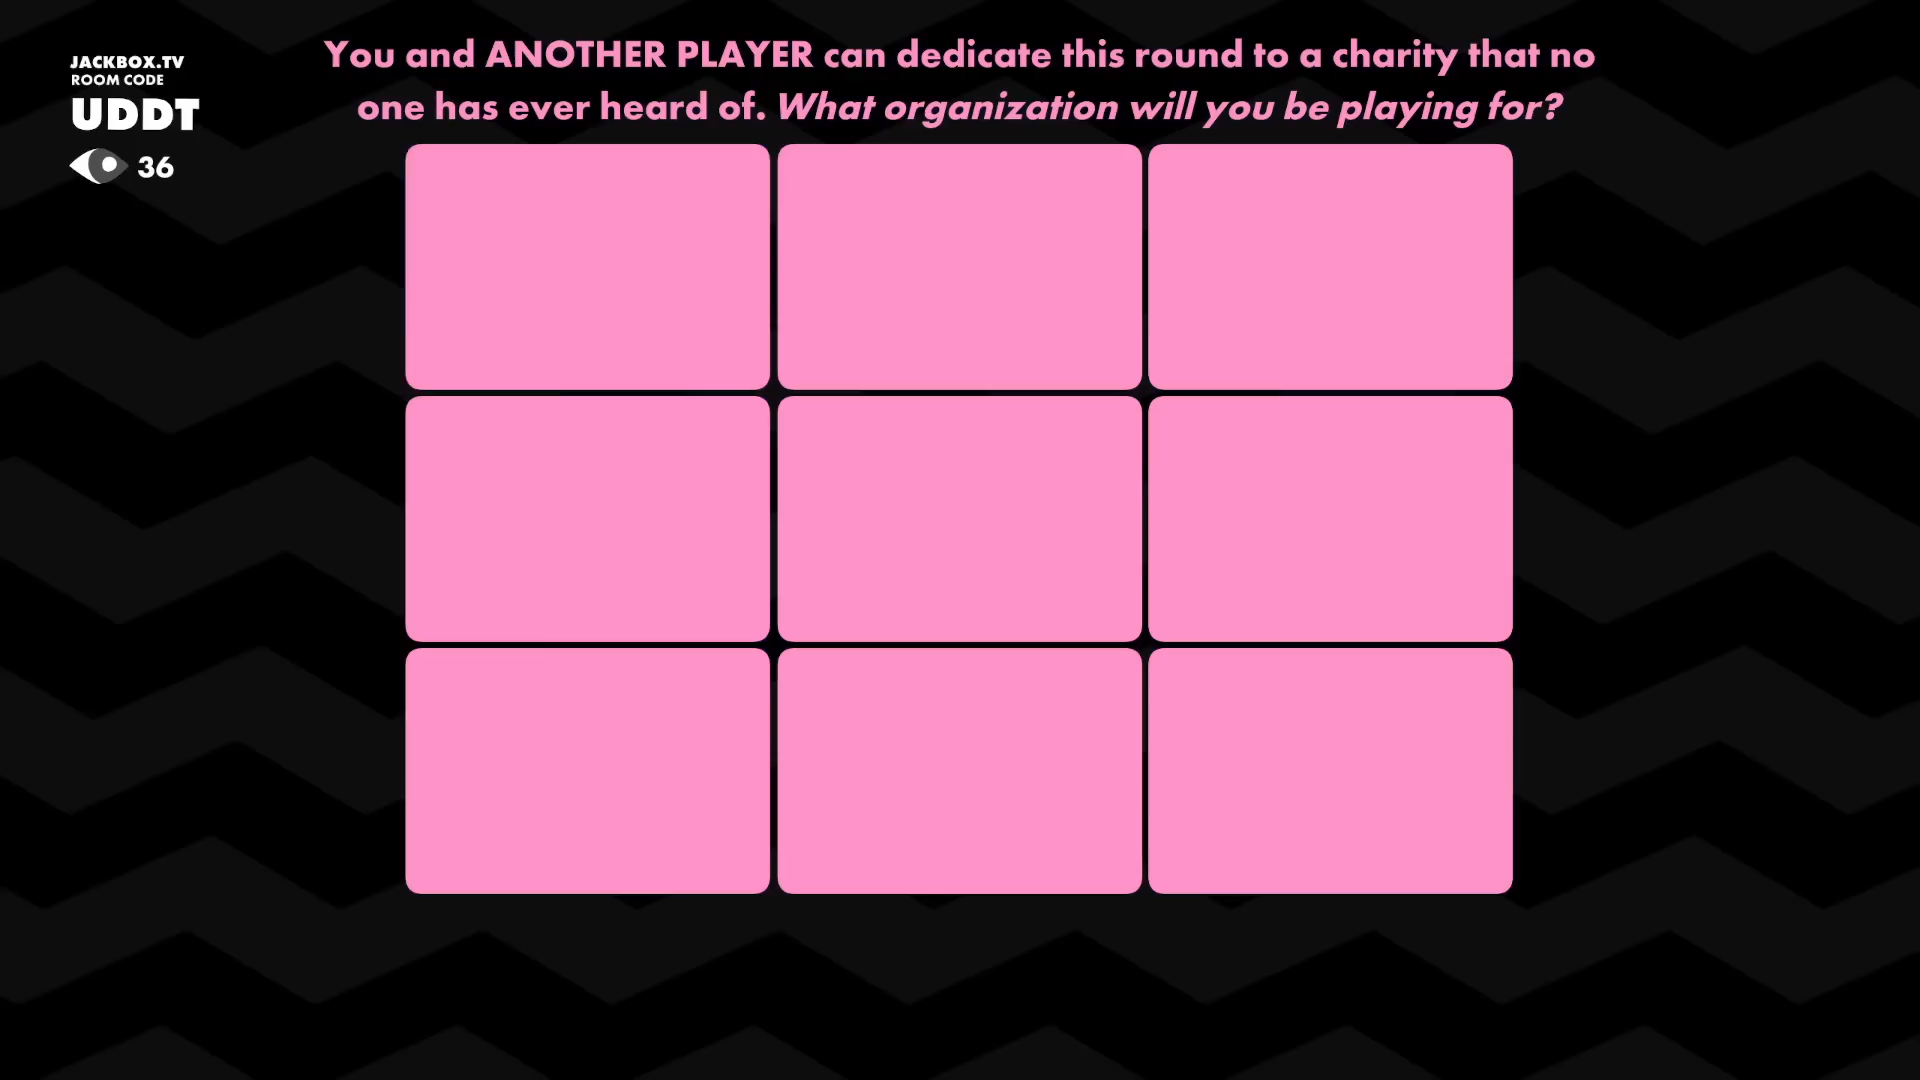 JACKBOX.TV
ROOM CODE
UDDT
36
You and ANOTHER PLAYER can dedicate this round to a charity that no
one has ever heard of. What organization will you be playing for?